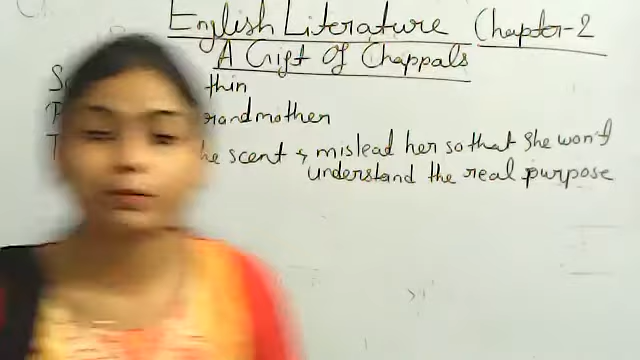 English Literature Chapter-2
A Gift Of Chappals
thin
randmother
he scent & mislead her so that she won't
understand the real purpose